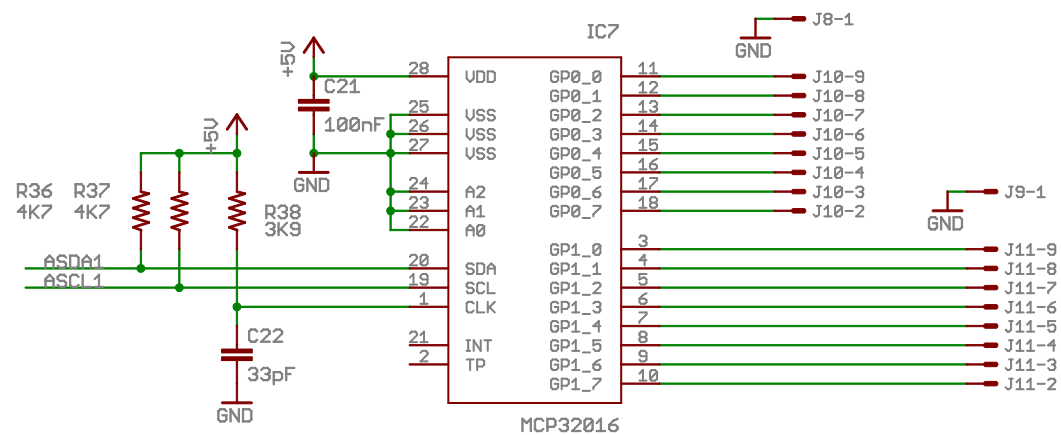 J8-1
GND
IC7
+5V
C21
100nF
GND
28 VDD
25 VSS
26 VSS
27 VSS
24 A2
23 A1
22 A0
20 SDA
19 SCL
1 CLK
21 INT
2 TP
GP0_0 11 J10-9
GP0_1 12 J10-8
GP0_2 13 J10-7
GP0_3 14 J10-6
GP0_4 15 J10-5
GP0_5 16 J10-4
GP0_6 17 J10-3
GP0_7 18 J10-2
J9-1
GND
GP1_0 3 J11-9
GP1_1 4 J11-8
GP1_2 5 J11-7
GP1_3 6 J11-6
GP1_4 7 J11-5
GP1_5 8 J11-4
GP1_6 9 J11-3
GP1_7 10 J11-2
+5V
R36
4K7
R37
4K7
R38
3K9
ASDA1
ASCL1
C22
33pF
GND
MCP32016